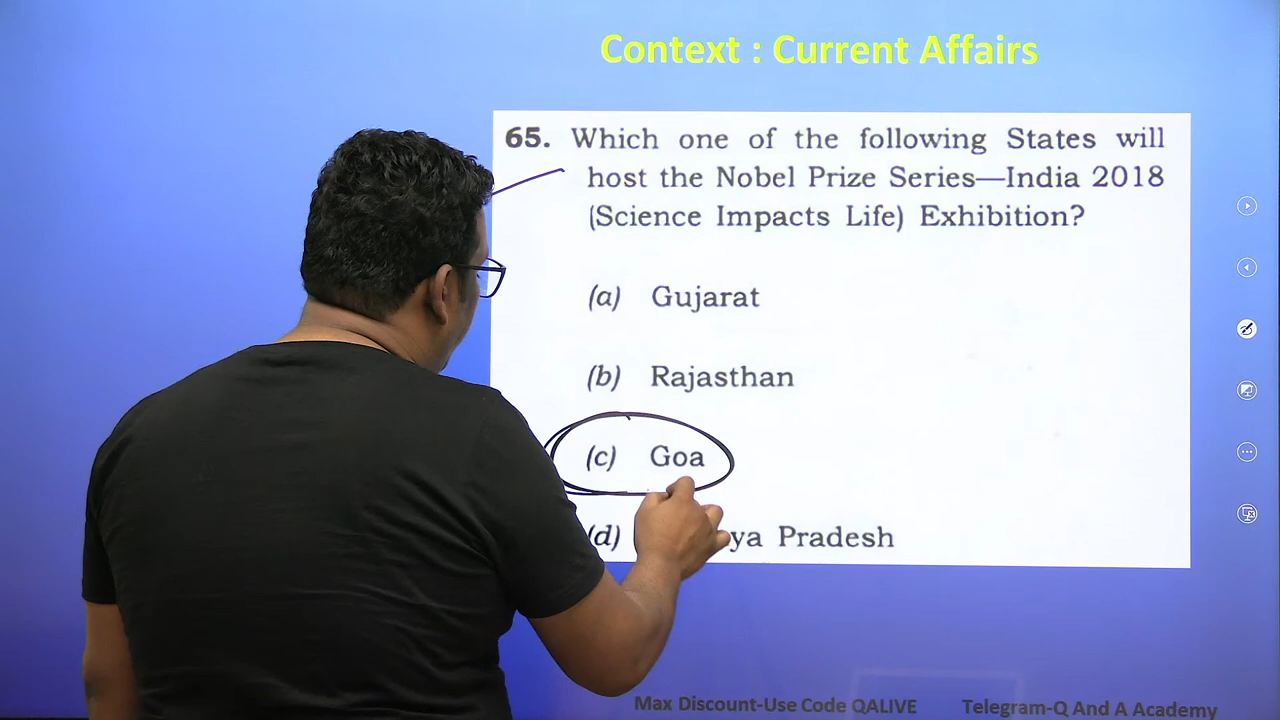 Context : Current Affairs
65. Which one of the following States will
host the Nobel Prize Series—India 2018
(Science Impacts Life) Exhibition?
(a) Gujarat
(b) Rajasthan
(c) Goa
(d) ya Pradesh
Max Discount-Use Code QALIVE Telegram-Q And A Academy